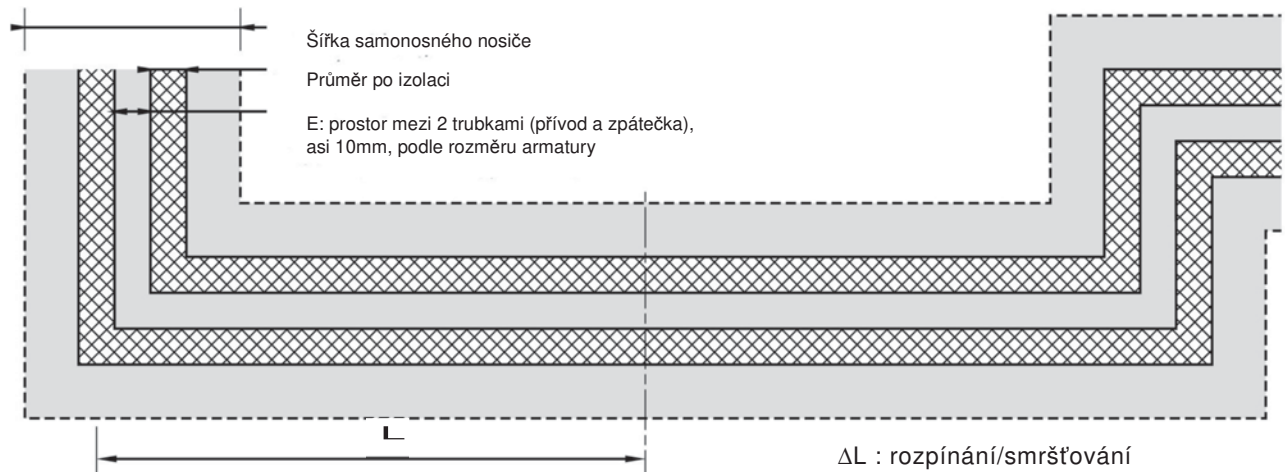 Šířka samonosného nosiče
Průměr po izolaci
E: prostor mezi 2 trubkami (přívod a zpátečka),
asi 10mm, podle rozměru armatury
L
ΔL : rozpínání/smršťování